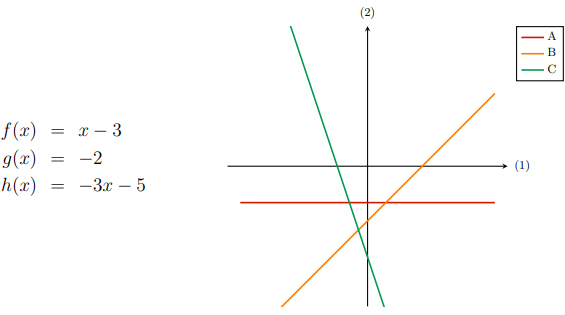 (2)
A
B
C
f(x) = x − 3
g(x) = −2
h(x) = −3x − 5
(1)